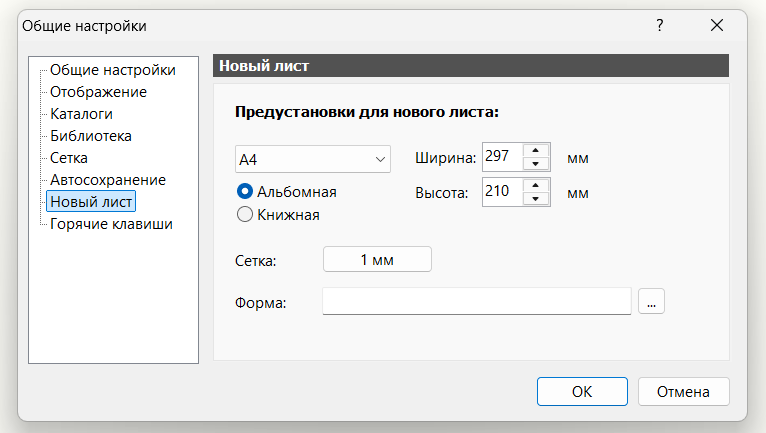 Общие настройки
?
Общие настройки
Отображение
Каталоги
Библиотека
Сетка
Автосохранение
Новый лист
Горячие клавиши
Новый лист
Предустановки для нового листа:
A4
Ширина: 297 мм
Альбомная
Высота: 210 мм
Книжная
Сетка: 1 мм
Форма: ...
OK Отмена